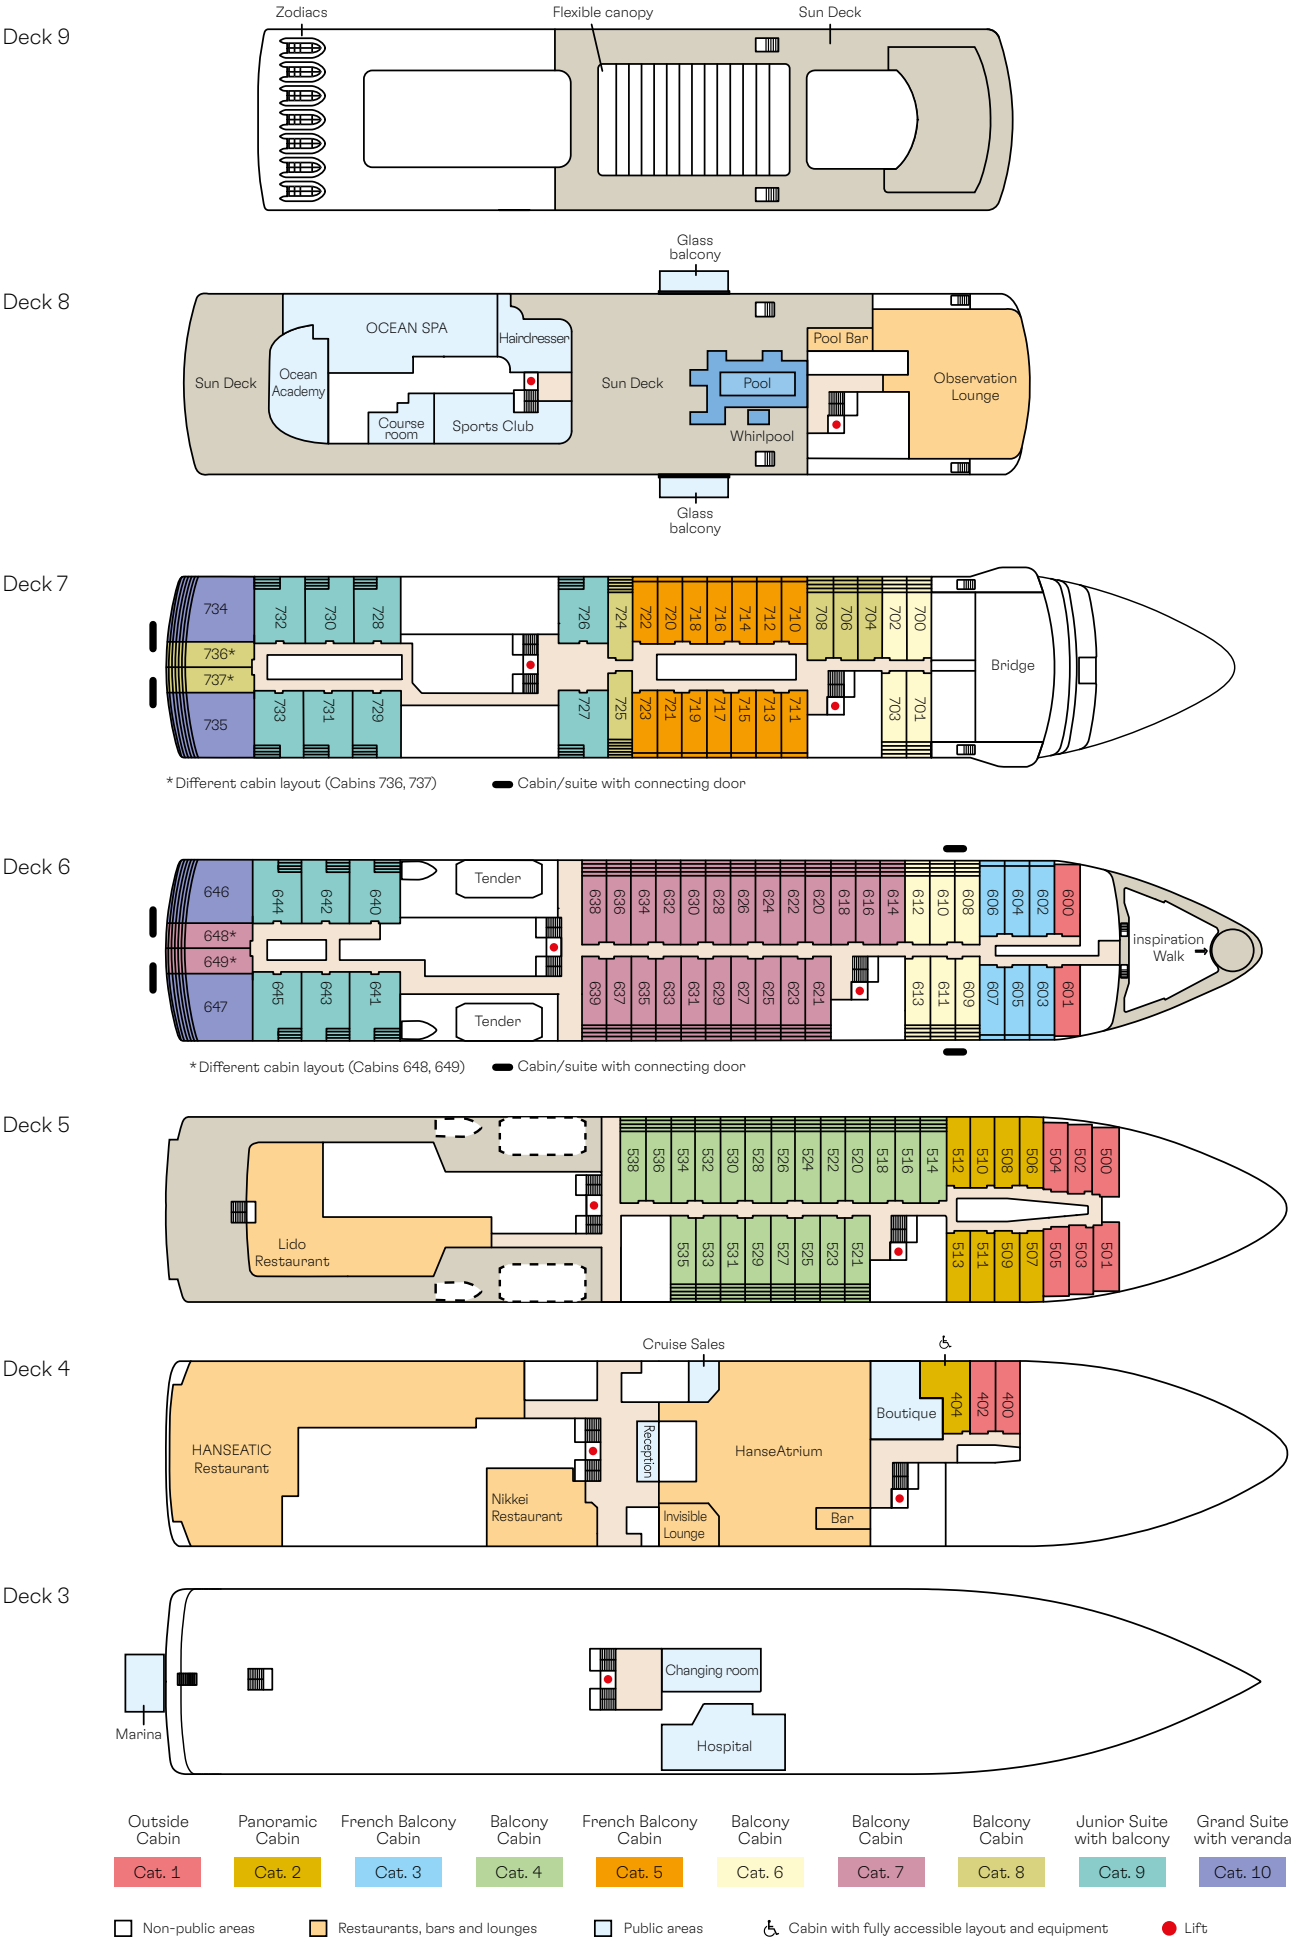 Zodiacs
Flexible canopy
Sun Deck
Deck 9
Glass
balcony
Deck 8
OCEAN SPA
Hairdresser
Pool Bar
Sun Deck
Ocean
Academy
Sun Deck
Pool
Observation
Lounge
Course
room
Sports Club
Whirlpool
Glass
balcony
Deck 7
734
732
730
728
726
724
722
720
718
716
714
712
710
708
706
704
702
700
736*
737*
Bridge
735
733
731
729
727
725
723
721
719
717
715
713
711
703
701
* Different cabin layout (Cabins 736, 737)
Cabin/suite with connecting door
Deck 6
646
644
642
640
Tender
638
636
634
632
630
628
626
624
622
620
618
616
614
612
610
608
606
604
602
600
648*
649*
inspiration
Walk
647
645
643
641
Tender
639
637
635
633
631
629
627
625
623
621
613
611
609
607
605
603
601
* Different cabin layout (Cabins 648, 649)
Cabin/suite with connecting door
Deck 5
538
536
534
532
530
528
526
524
522
520
518
516
514
512
510
508
506
504
502
500
Lido
Restaurant
535
533
531
529
527
525
523
521
513
511
509
507
505
503
501
Cruise Sales
Deck 4
404
402
400
Boutique
HANSEATIC
Restaurant
Reception
HanseAtrium
Nikkei
Restaurant
Invisible
Lounge
Bar
Deck 3
Changing room
Marina
Hospital
Outside
Cabin
Cat. 1
Panoramic
Cabin
Cat. 2
French Balcony
Cabin
Cat. 3
Balcony
Cabin
Cat. 4
French Balcony
Cabin
Cat. 5
Balcony
Cabin
Cat. 6
Balcony
Cabin
Cat. 7
Balcony
Cabin
Cat. 8
Junior Suite
with balcony
Cat. 9
Grand Suite
with veranda
Cat. 10
Non-public areas
Restaurants, bars and lounges
Public areas
Cabin with fully accessible layout and equipment
Lift